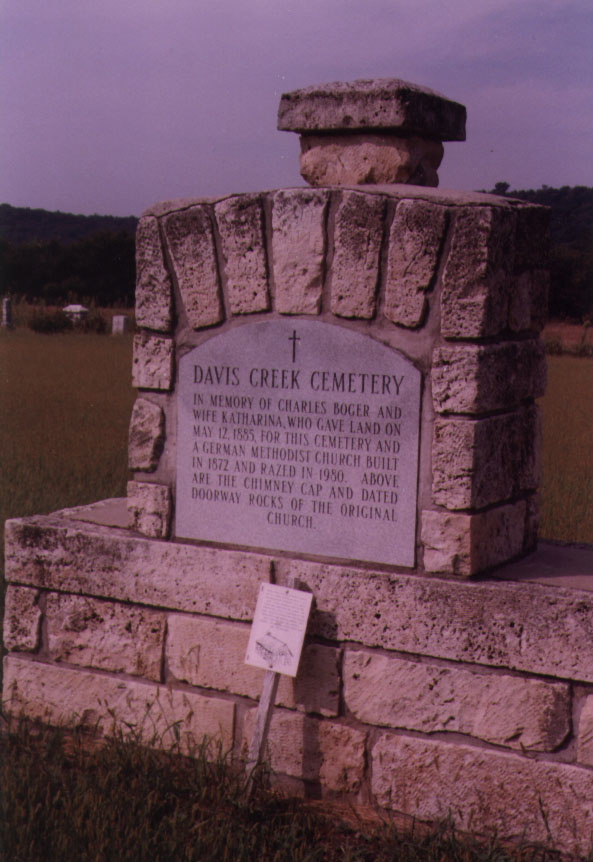 DAVIS CREEK CEMETERY
IN MEMORY OF CHARLES BOGER AND
WIFE KATHARINA, WHO GAVE LAND ON
MAY 12, 1885, FOR THIS CEMETERY AND
A GERMAN METHODIST CHURCH BUILT
IN 1872 AND RAZED IN 1980. ABOVE
ARE THE CHIMNEY CAP AND DATED
DOORWAY ROCKS OF THE ORIGINAL
CHURCH.